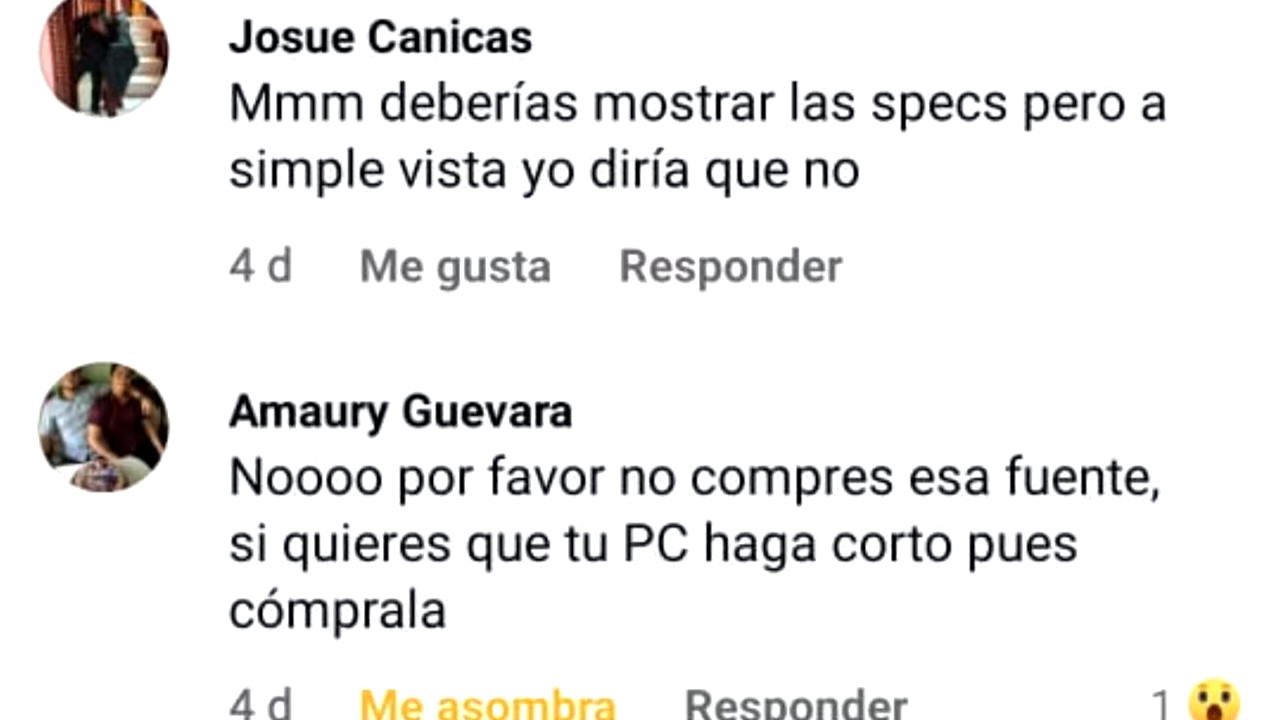 Josue Canicas
Mmm deberías mostrar las specs pero a
simple vista yo diría que no
4 d Me gusta Responder
Amaury Guevara
Noooo por favor no compres esa fuente,
si quieres que tu PC haga corto pues
cómprala
4 d Me asombra Responder 1 😮